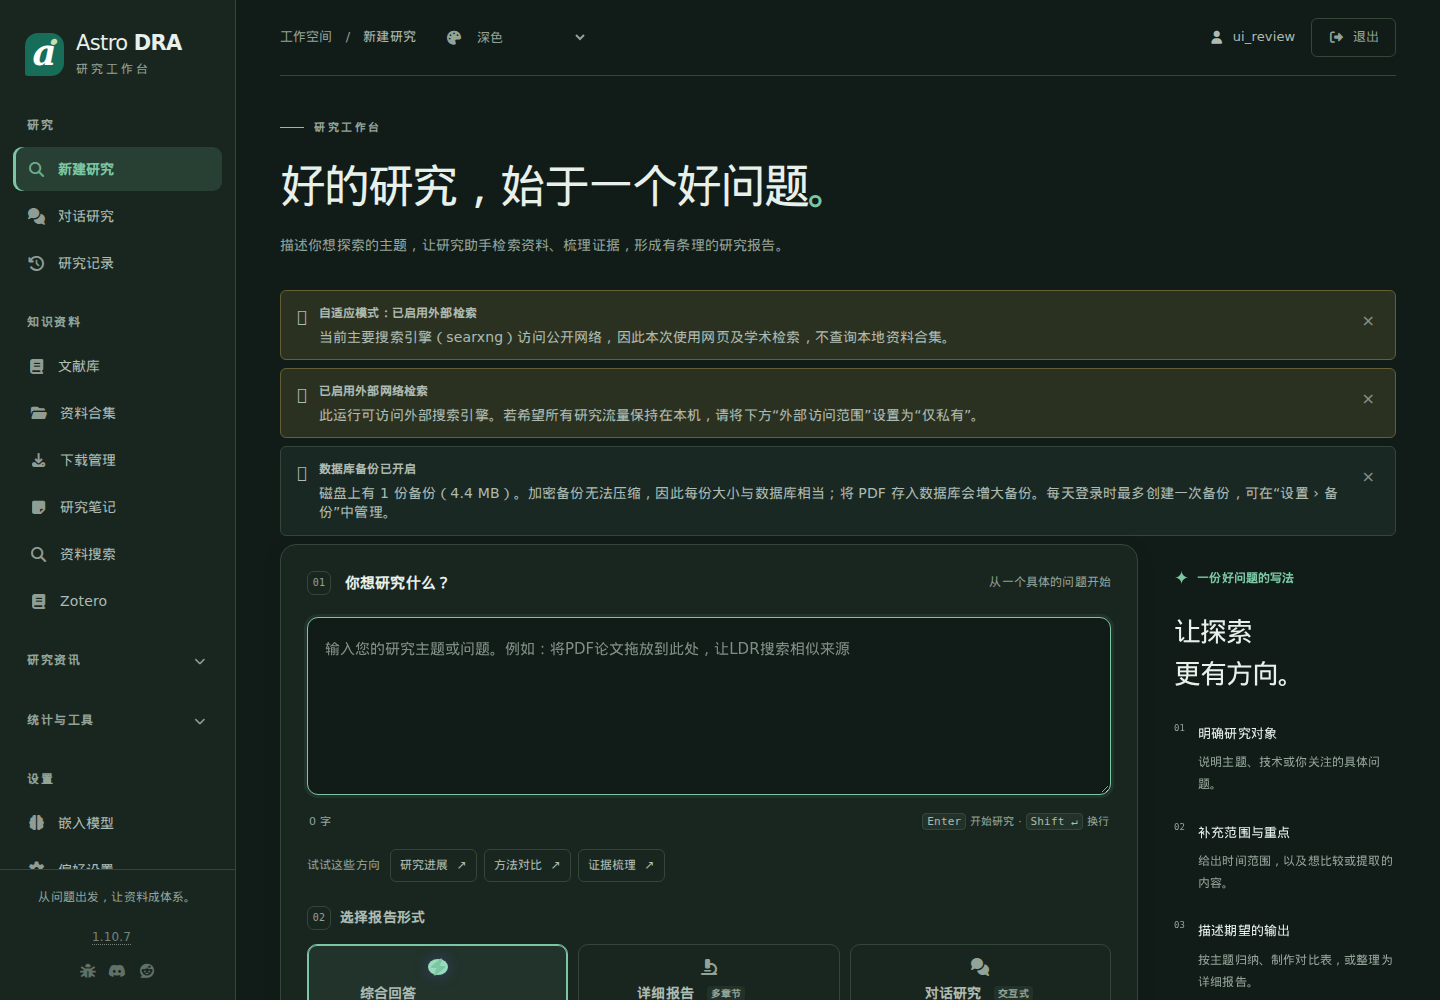 Astro DRA
研究工作台
研究
新建研究
对话研究
研究记录
知识资料
文献库
资料合集
下载管理
研究笔记
资料搜索
Zotero
研究资讯
统计与工具
设置
嵌入模型
偏好设置
从问题出发，让资料成体系。
1.10.7
工作空间 / 新建研究
深色
ui_review
退出
研究工作台
好的研究，始于一个好问题。
描述你想探索的主题，让研究助手检索资料、梳理证据，形成有条理的研究报告。
自适应模式：已启用外部检索
当前主要搜索引擎（searxng）访问公开网络，因此本次使用网页及学术检索，不查询本地资料合集。
已启用外部网络检索
此运行可访问外部搜索引擎。若希望所有研究流量保持在本机，请将下方“外部访问范围”设置为“仅私有”。
数据库备份已开启
磁盘上有 1 份备份（4.4 MB）。加密备份无法压缩，因此每份大小与数据库相当；将 PDF 存入数据库会增大备份。每天登录时最多创建一次备份，可在“设置 › 备
份”中管理。
01 你想研究什么？
从一个具体的问题开始
输入您的研究主题或问题。例如：将PDF论文拖放到此处，让LDR搜索相似来源
0 字
Enter 开始研究 · Shift ↵ 换行
试试这些方向 研究进展 ↗ 方法对比 ↗ 证据梳理 ↗
02 选择报告形式
综合回答
详细报告 多章节
对话研究 交互式
一份好问题的写法
让探索
更有方向。
01 明确研究对象
说明主题、技术或你关注的具体问
题。
02 补充范围与重点
给出时间范围，以及想比较或提取的
内容。
03 描述期望的输出
按主题归纳、制作对比表，或整理为
详细报告。